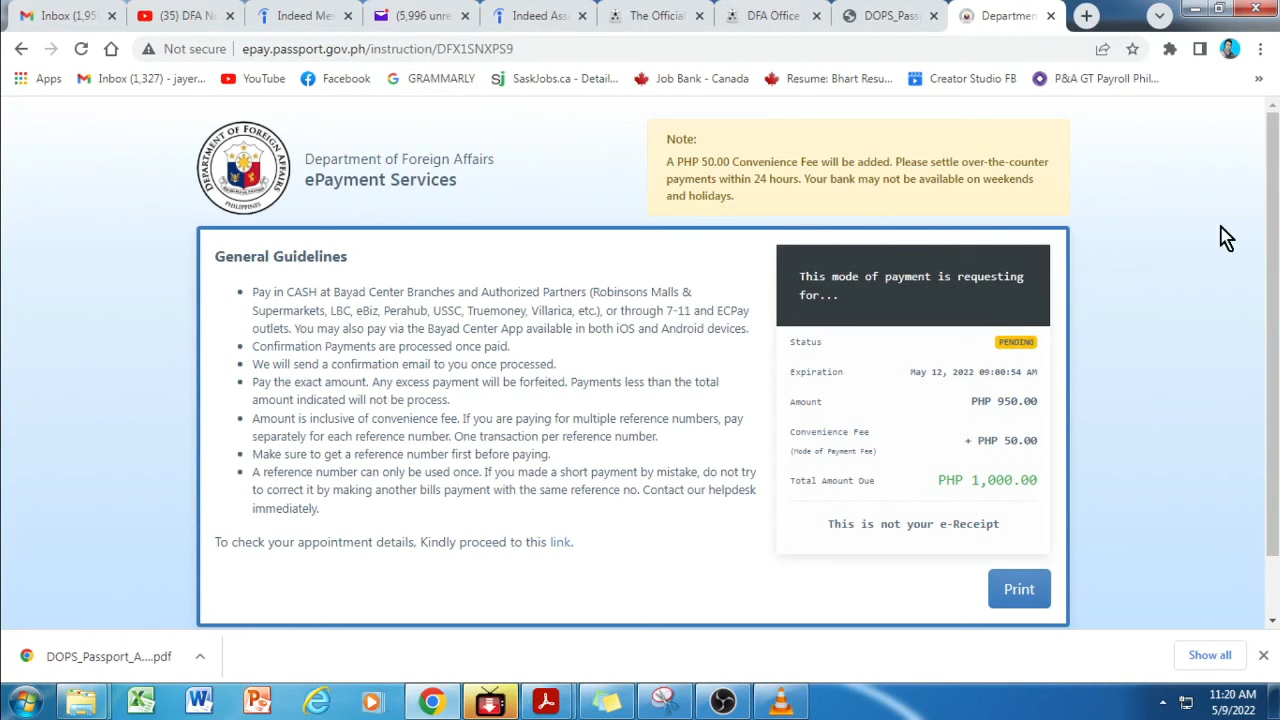 Inbox (1,95
(35) DFA No
Indeed Mes
(5,996 unre
Indeed Ass
The Official
DFA Office
DOPS_Pass
Departmen
Not secure
epay.passport.gov.ph/instruction/DFX1SNXPS9
Apps
Inbox (1,327) - jayer...
YouTube
Facebook
GRAMMARLY
SaskJobs.ca - Detail...
Job Bank - Canada
Resume: Bhart Resu...
Creator Studio FB
P&A GT Payroll Phil...
DEPARTMENT OF FOREIGN AFFAIRS
PHILIPPINES
Department of Foreign Affairs
ePayment Services
Note:
A PHP 50.00 Convenience Fee will be added. Please settle over-the-counter
payments within 24 hours. Your bank may not be available on weekends
and holidays.
General Guidelines
Pay in CASH at Bayad Center Branches and Authorized Partners (Robinsons Malls &
Supermarkets, LBC, eBiz, Perahub, USSC, Truemoney, Villarica, etc.), or through 7-11 and ECPay
outlets. You may also pay via the Bayad Center App available in both iOS and Android devices.
Confirmation Payments are processed once paid.
We will send a confirmation email to you once processed.
Pay the exact amount. Any excess payment will be forfeited. Payments less than the total
amount indicated will not be process.
Amount is inclusive of convenience fee. If you are paying for multiple reference numbers, pay
separately for each reference number. One transaction per reference number.
Make sure to get a reference number first before paying.
A reference number can only be used once. If you made a short payment by mistake, do not try
to correct it by making another bills payment with the same reference no. Contact our helpdesk
immediately.
To check your appointment details, Kindly proceed to this link.
This mode of payment is requesting
for...
Status PENDING
Expiration May 12, 2022 09:00:54 AM
Amount PHP 950.00
Convenience Fee + PHP 50.00
(Mode of Payment Fee)
Total Amount Due PHP 1,000.00
This is not your e-Receipt
Print
DOPS_Passport_A....pdf
Show all
11:20 AM
5/9/2022